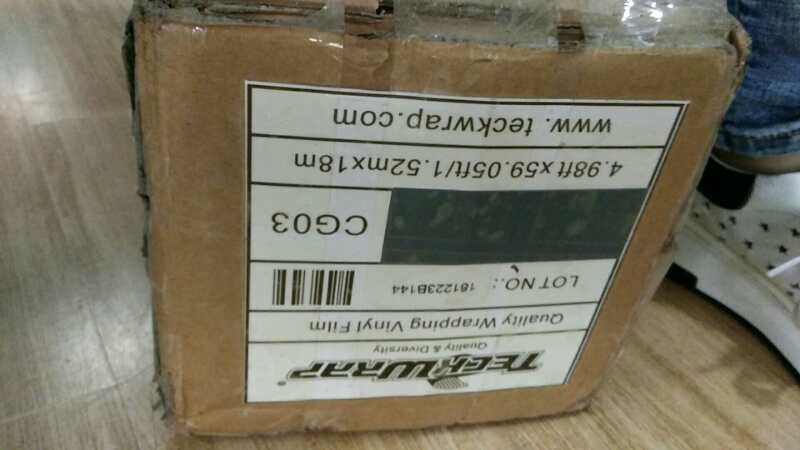 TECKWRAP®
Quality & Diversity
Quality Wrapping Vinyl Film
LOT NO.: 181223B144
CG03
4.98ft x59.05ft/1.52mx18m
www. teckwrap.com